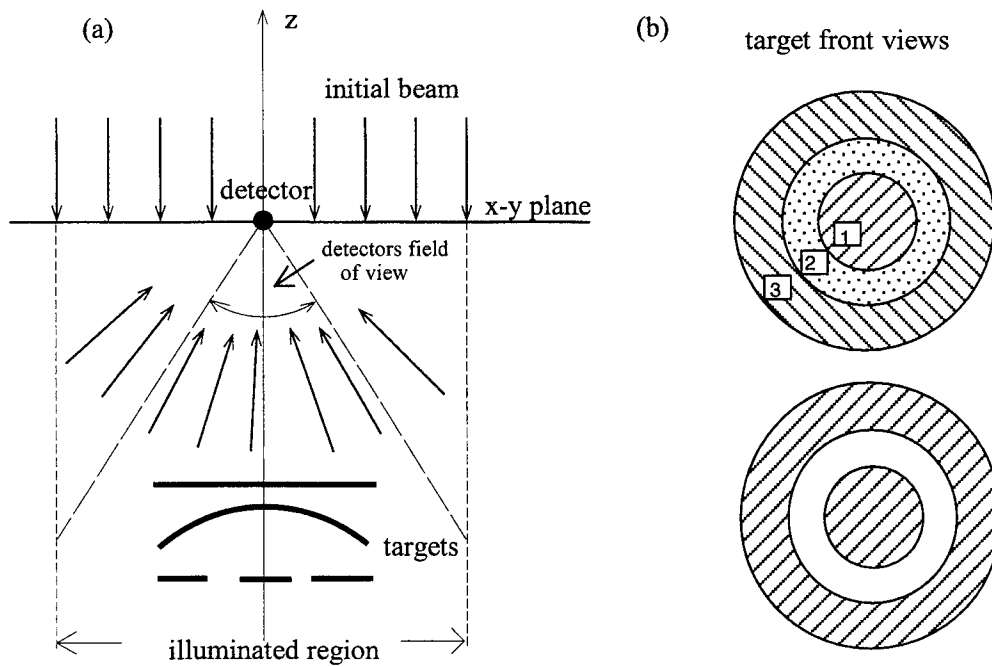 (a)
z
initial beam
detector
x-y plane
detectors field
of view
targets
illuminated region
(b)
target front views
1
2
3